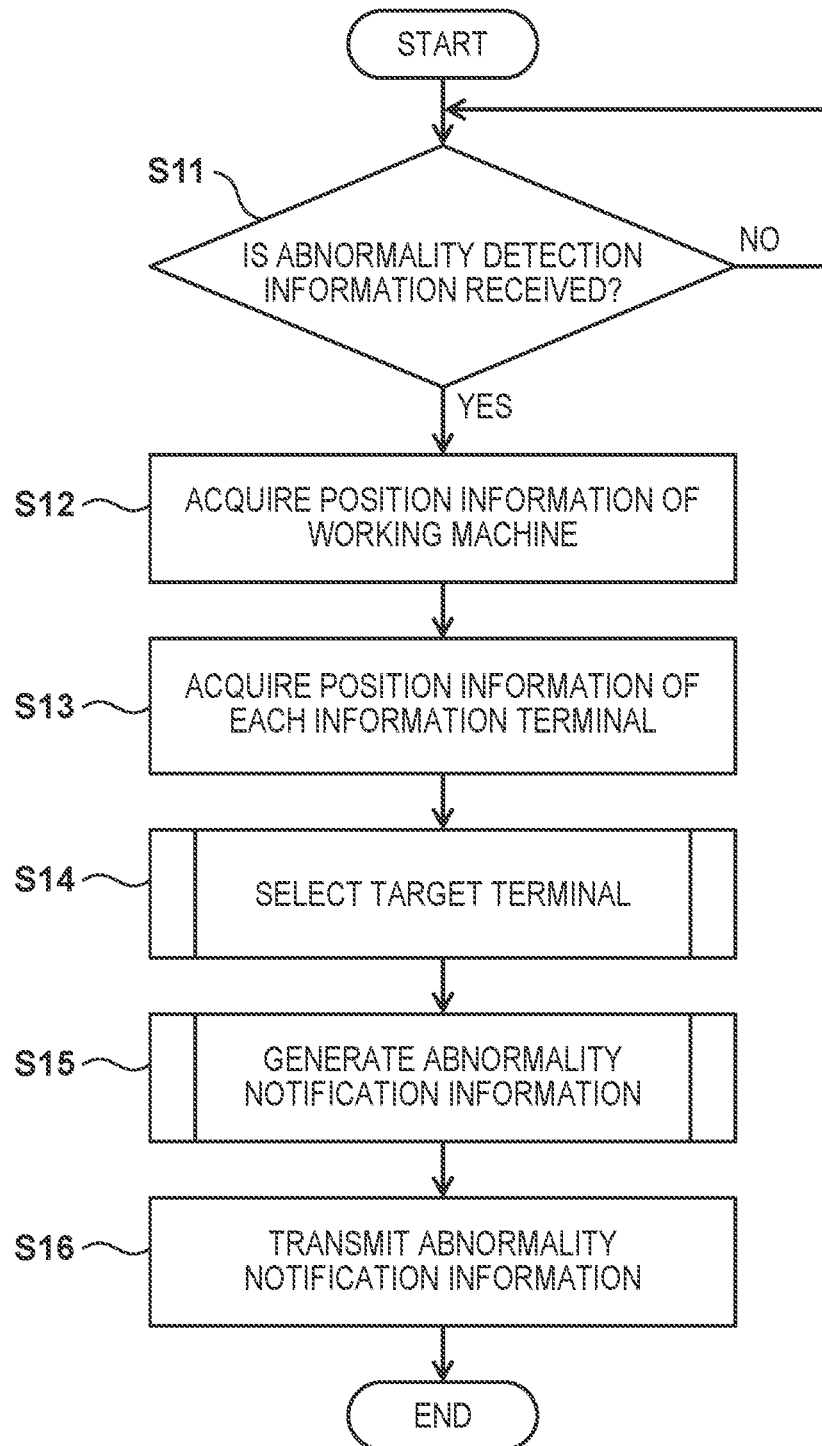 START
S11
IS ABNORMALITY DETECTION
INFORMATION RECEIVED?
NO
YES
S12
ACQUIRE POSITION INFORMATION OF
WORKING MACHINE
S13
ACQUIRE POSITION INFORMATION OF
EACH INFORMATION TERMINAL
S14
SELECT TARGET TERMINAL
S15
GENERATE ABNORMALITY
NOTIFICATION INFORMATION
S16
TRANSMIT ABNORMALITY
NOTIFICATION INFORMATION
END